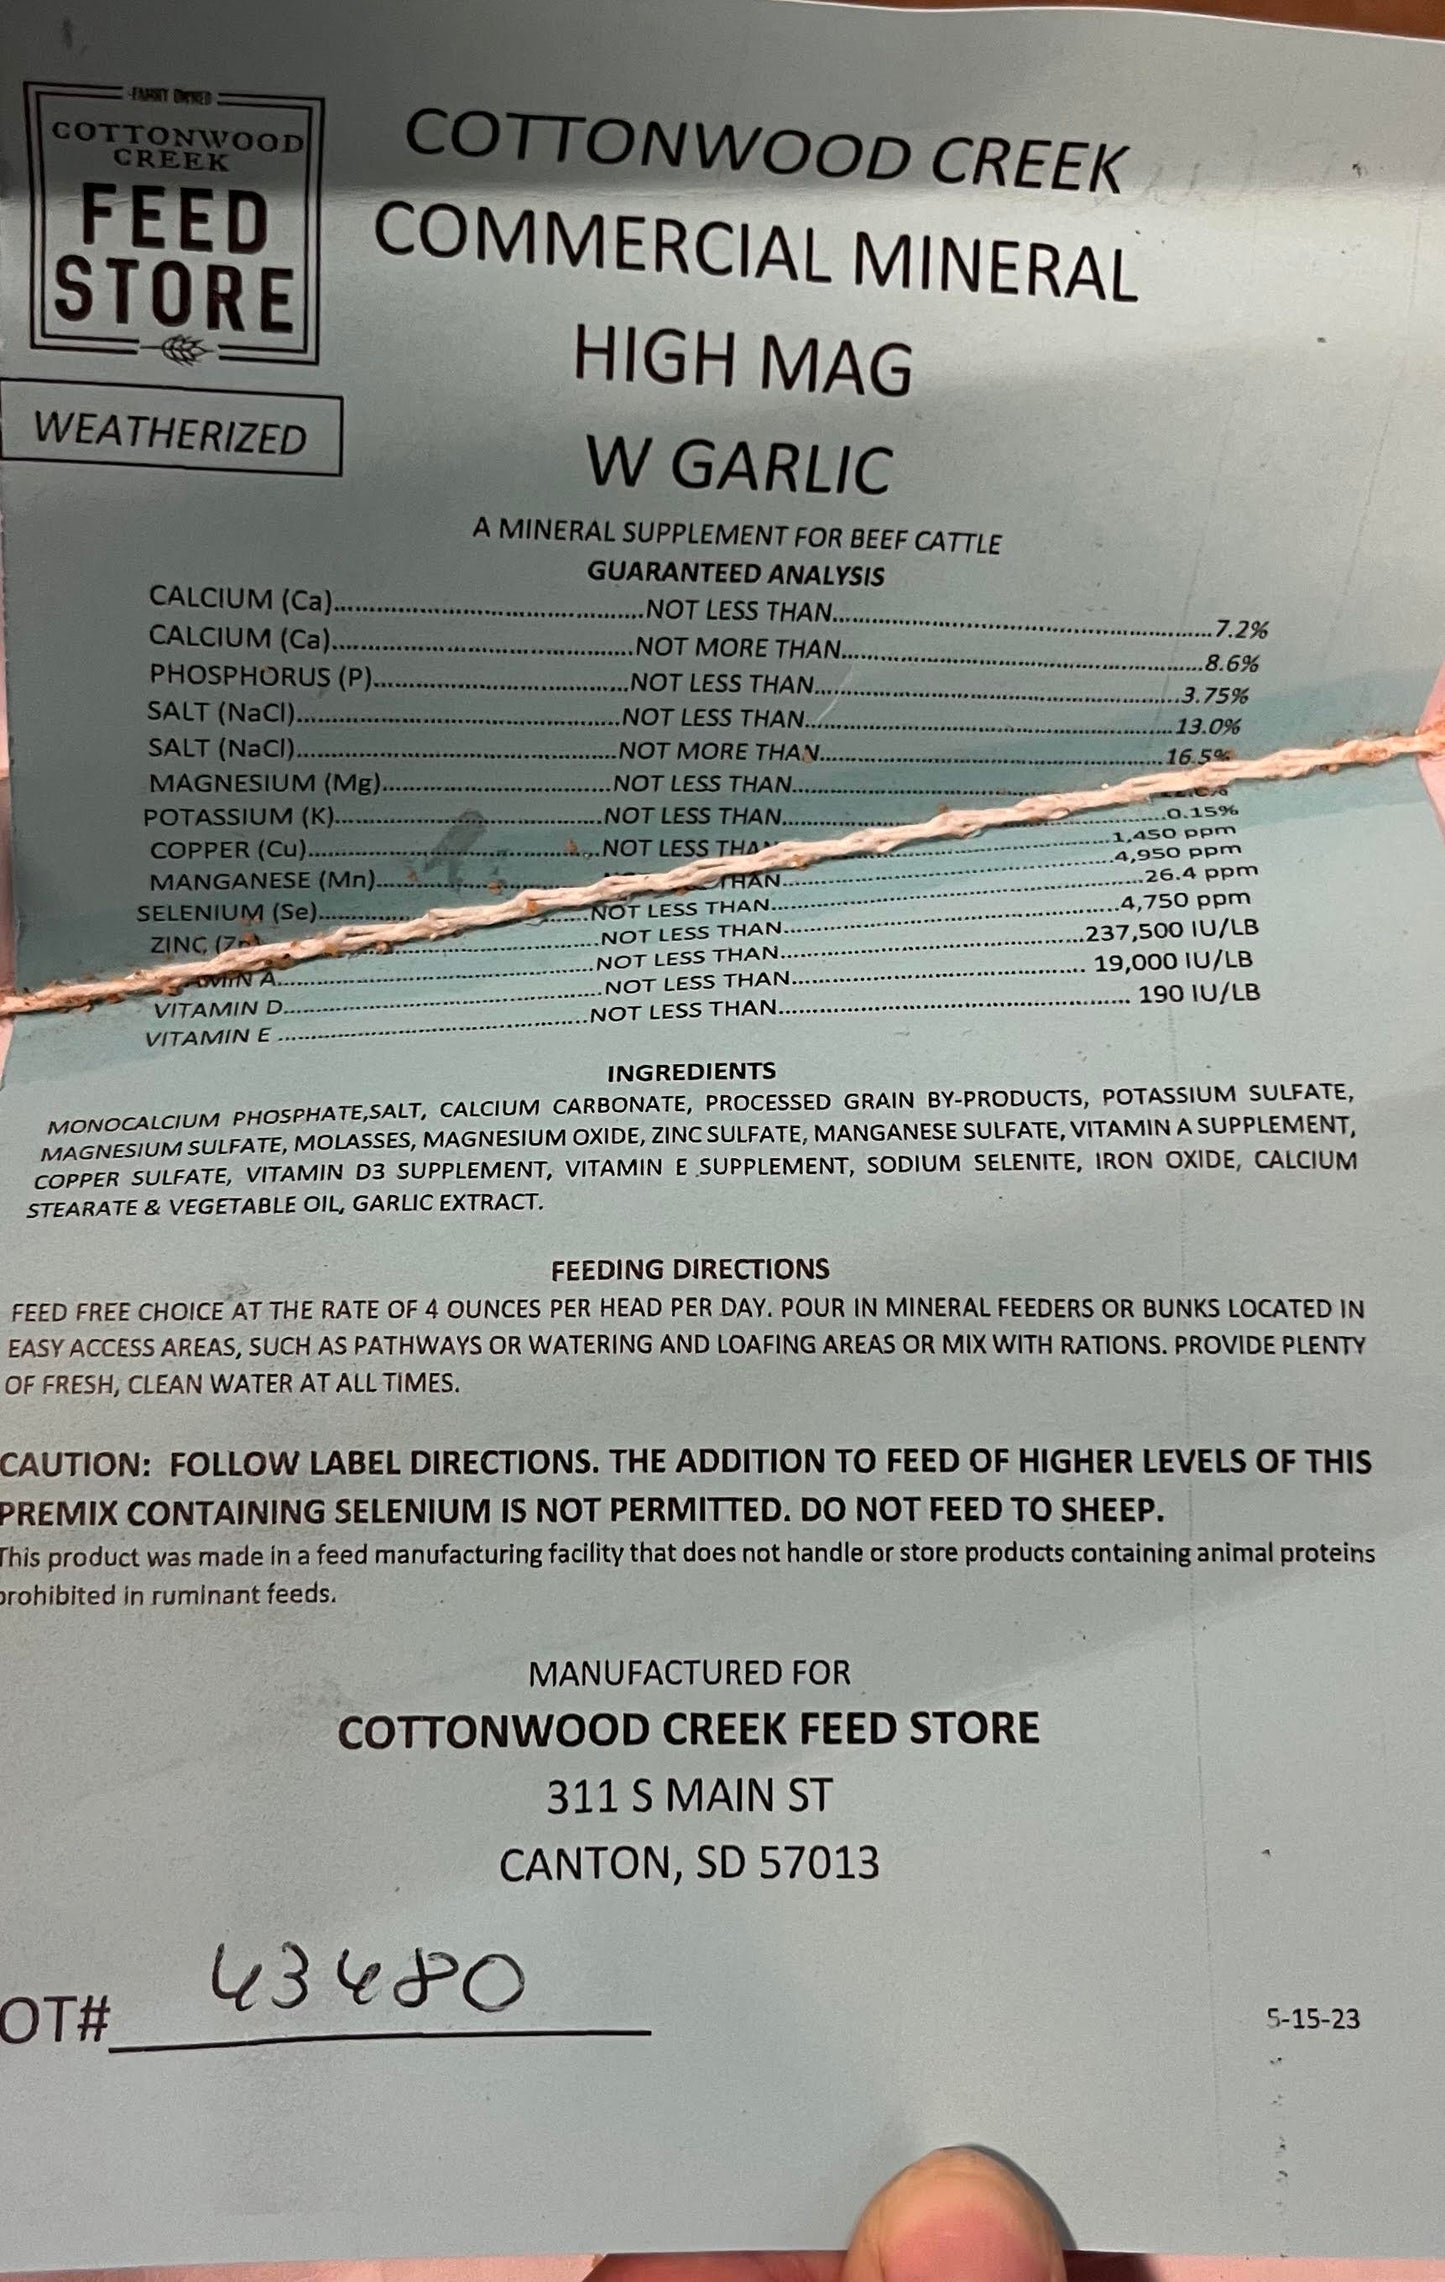 FAMILY OWNED
COTTONWOOD
CREEK
FEED
STORE
WEATHERIZED
COTTONWOOD CREEK
COMMERCIAL MINERAL
HIGH MAG
W GARLIC
A MINERAL SUPPLEMENT FOR BEEF CATTLE
GUARANTEED ANALYSIS
CALCIUM (Ca)..........NOT LESS THAN..........7.2%
CALCIUM (Ca)..........NOT MORE THAN..........8.6%
PHOSPHORUS (P)..........NOT LESS THAN..........3.75%
SALT (NaCl)..........NOT LESS THAN..........13.0%
SALT (NaCl)..........NOT MORE THAN..........16.5%
MAGNESIUM (Mg)..........NOT LESS THAN..........
POTASSIUM (K)..........NOT LESS THAN..........0.15%
COPPER (Cu)..........NOT LESS THAN..........1,450 ppm
MANGANESE (Mn)..........THAN..........4,950 ppm
SELENIUM (Se)..........NOT LESS THAN..........26.4 ppm
ZINC (Zn)..........NOT LESS THAN..........4,750 ppm
A..........NOT LESS THAN..........237,500 IU/LB
VITAMIN D..........NOT LESS THAN.......... 19,000 IU/LB
VITAMIN E ..........NOT LESS THAN.......... 190 IU/LB
INGREDIENTS
MONOCALCIUM PHOSPHATE,SALT, CALCIUM CARBONATE, PROCESSED GRAIN BY-PRODUCTS, POTASSIUM SULFATE,
MAGNESIUM SULFATE, MOLASSES, MAGNESIUM OXIDE, ZINC SULFATE, MANGANESE SULFATE, VITAMIN A SUPPLEMENT,
COPPER SULFATE, VITAMIN D3 SUPPLEMENT, VITAMIN E SUPPLEMENT, SODIUM SELENITE, IRON OXIDE, CALCIUM
STEARATE & VEGETABLE OIL, GARLIC EXTRACT.
FEEDING DIRECTIONS
FEED FREE CHOICE AT THE RATE OF 4 OUNCES PER HEAD PER DAY. POUR IN MINERAL FEEDERS OR BUNKS LOCATED IN
EASY ACCESS AREAS, SUCH AS PATHWAYS OR WATERING AND LOAFING AREAS OR MIX WITH RATIONS. PROVIDE PLENTY
OF FRESH, CLEAN WATER AT ALL TIMES.
CAUTION: FOLLOW LABEL DIRECTIONS. THE ADDITION TO FEED OF HIGHER LEVELS OF THIS
PREMIX CONTAINING SELENIUM IS NOT PERMITTED. DO NOT FEED TO SHEEP.
This product was made in a feed manufacturing facility that does not handle or store products containing animal proteins
prohibited in ruminant feeds.
MANUFACTURED FOR
COTTONWOOD CREEK FEED STORE
311 S MAIN ST
CANTON, SD 57013
OT# 43480
5-15-23